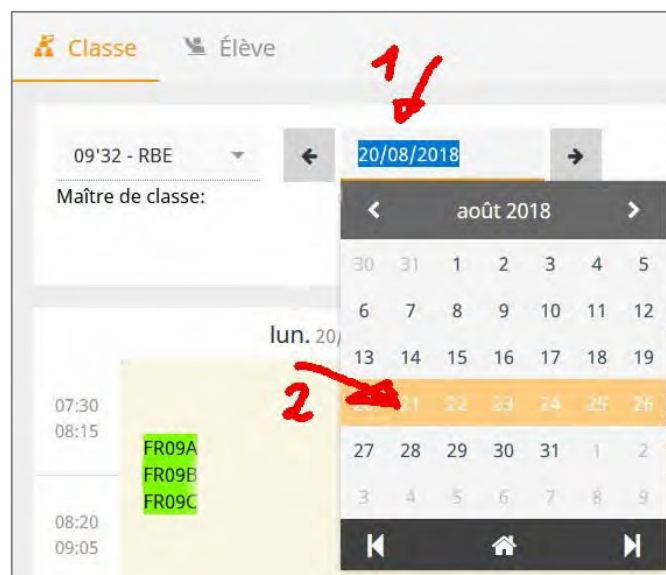 Classe Élève
1
09'32 - RBE 20/08/2018
Maître de classe:
août 2018
30 31 1 2 3 4 5
6 7 8 9 10 11 12
lun. 20/
13 14 15 16 17 18 19
2
07:30 20 21 22 23 24 25 26
08:15
FR09A 27 28 29 30 31 1 2
FR09B
FR09C 3 4 5 6 7 8 9
08:20
09:05